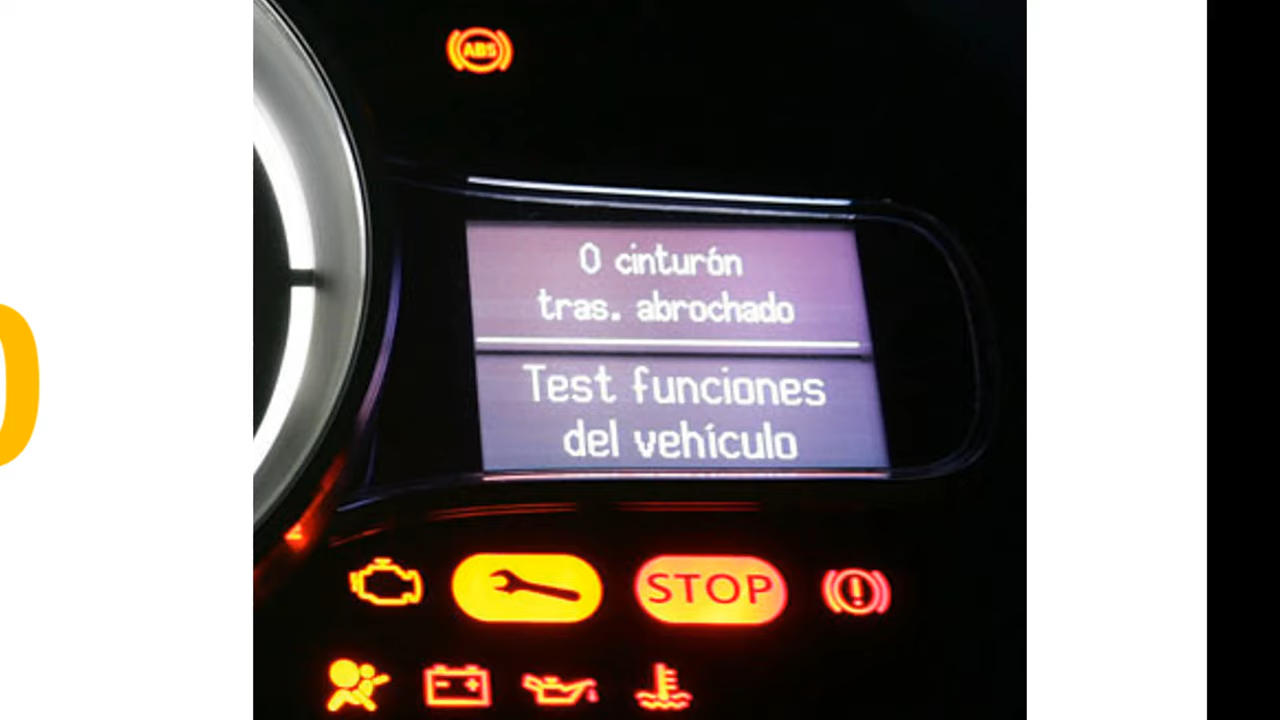 ABS
0 cinturón
tras. abrochado
Test funciones
del vehículo
STOP